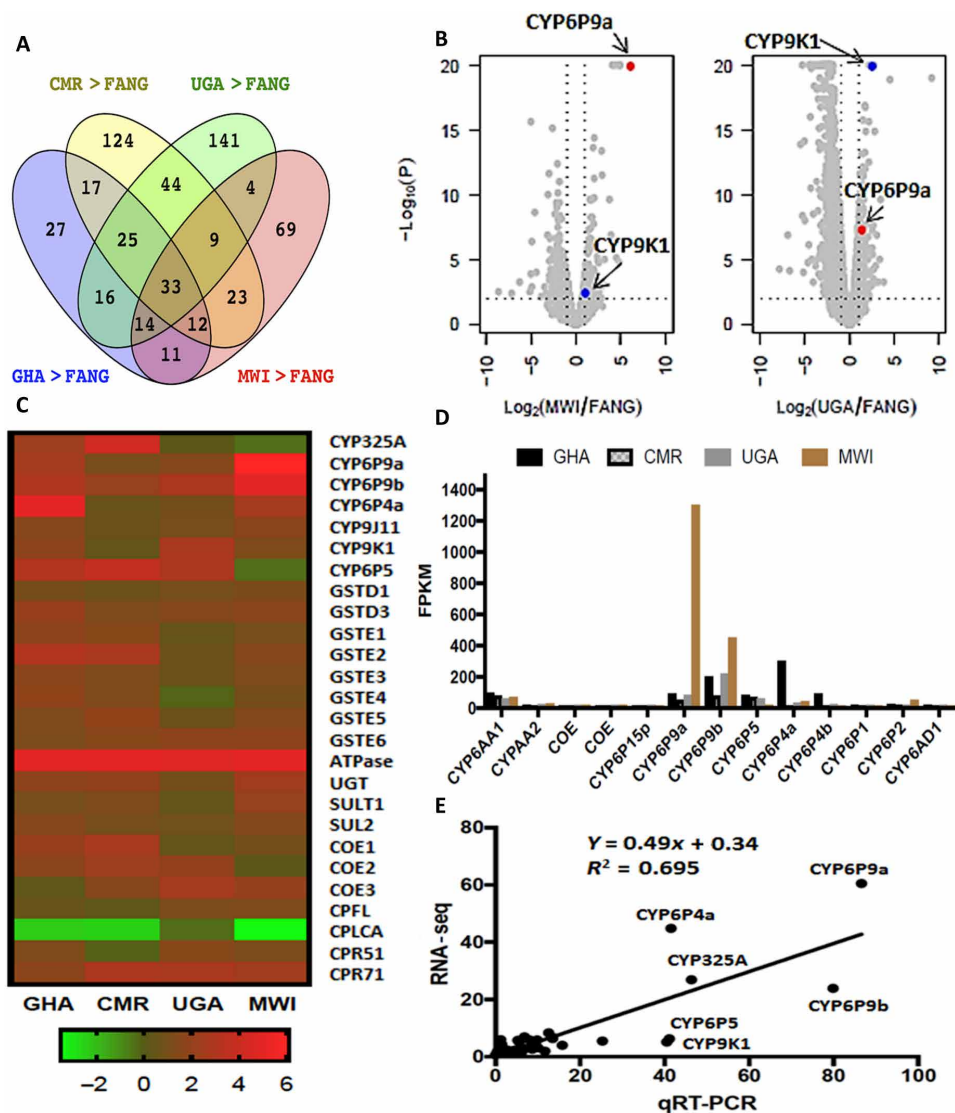 A
CMR > FANG UGA > FANG
124 141
17 44 4
27 25 9 69
16 33 23
14 12
11
GHA > FANG MWI > FANG
B
CYP6P9a
CYP9K1
20
15
10
5
0
−Log10(P)
CYP9K1
−10 −5 0 5 10
Log2(MWI/FANG)
20
15
10
5
0
CYP6P9a
−10 −5 0 5 10
Log2(UGA/FANG)
C
CYP325A
CYP6P9a
CYP6P9b
CYP6P4a
CYP9J11
CYP9K1
CYP6P5
GSTD1
GSTD3
GSTE1
GSTE2
GSTE3
GSTE4
GSTE5
GSTE6
ATPase
UGT
SULT1
SUL2
COE1
COE2
COE3
CPFL
CPLCA
CPR51
CPR71
GHA CMR UGA MWI
−2 0 2 4 6
D
GHA CMR UGA MWI
1400
1200
1000
800
600
400
200
0
FPKM
CYP6AA1
CYPAA2
COE
COE
CYP6P15p
CYP6P9a
CYP6P9b
CYP6P5
CYP6P4a
CYP6P4b
CYP6P1
CYP6P2
CYP6AD1
E
80
60
40
20
0
RNA-seq
Y = 0.49x + 0.34
R² = 0.695
CYP6P9a
CYP6P4a
CYP325A
CYP6P9b
CYP6P5
CYP9K1
0 20 40 60 80 100
qRT-PCR